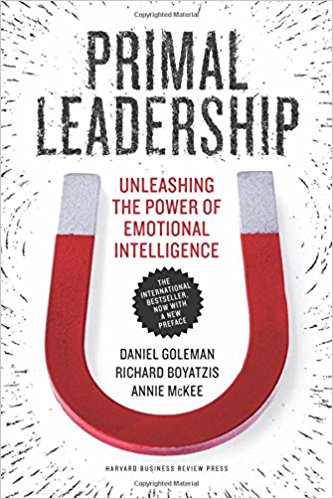 PRIMAL
LEADERSHIP
UNLEASHING
THE POWER OF
EMOTIONAL
INTELLIGENCE
THE
INTERNATIONAL
BESTSELLER,
NOW WITH
A NEW
PREFACE
DANIEL GOLEMAN
RICHARD BOYATZIS
ANNIE McKEE
HARVARD BUSINESS REVIEW PRESS
Copyrighted Material
Copyrighted Material